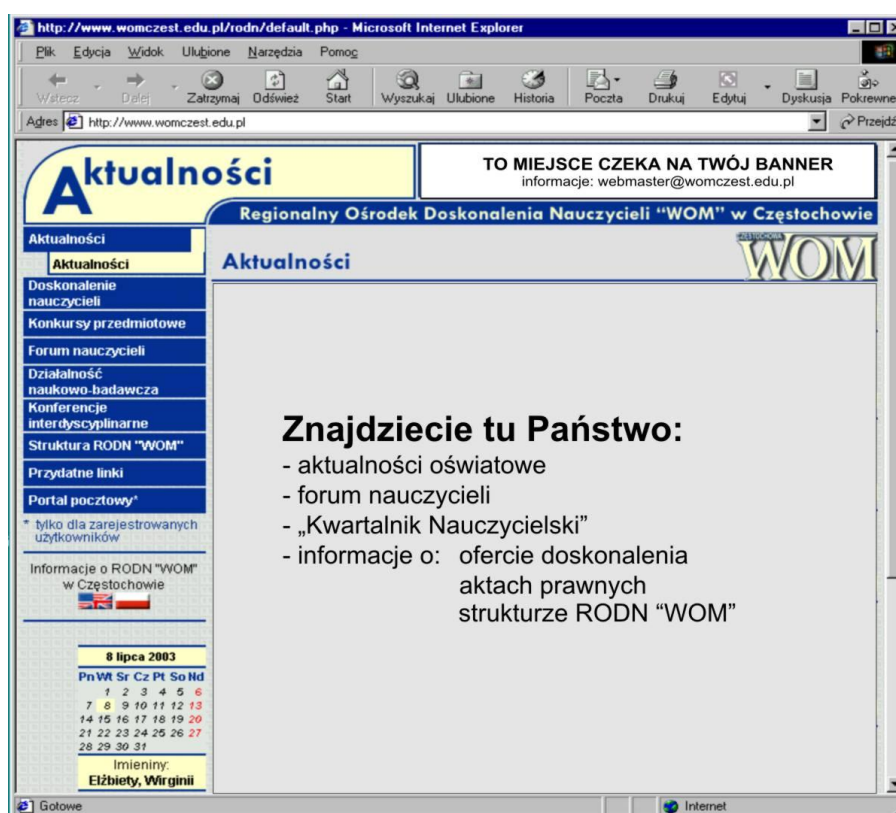 http://www.womczest.edu.pl/rodn/default.php - Microsoft Internet Explorer
Plik Edycja Widok Ulubione Narzędzia Pomoc
Wstecz Dalej Zatrzymaj Odśwież Start Wyszukaj Ulubione Historia Poczta Drukuj Edytuj Dyskusja Pokrewne
Adres http://www.womczest.edu.pl Przejdź
Aktualności
TO MIEJSCE CZEKA NA TWÓJ BANNER
informacje: webmaster@womczest.edu.pl
Regionalny Ośrodek Doskonalenia Nauczycieli “WOM” w Częstochowie
Aktualności
Aktualności
Doskonalenie
nauczycieli
Konkursy przedmiotowe
Forum nauczycieli
Działalność
naukowo-badawcza
Konferencje
interdyscyplinarne
Struktura RODN "WOM"
Przydatne linki
Portal pocztowy*
* tylko dla zarejestrowanych
użytkowników
Informacje o RODN "WOM"
w Częstochowie
8 lipca 2003
Pn Wt Sr Cz Pt So Nd
1 2 3 4 5 6
7 8 9 10 11 12 13
14 15 16 17 18 19 20
21 22 23 24 25 26 27
28 29 30 31
Imieniny:
Elżbiety, Wirginii
Aktualności
CZĘSTOCHOWA
WOM
Znajdziecie tu Państwo:
- aktualności oświatowe
- forum nauczycieli
- „Kwartalnik Nauczycielski”
- informacje o: ofercie doskonalenia
aktach prawnych
strukturze RODN “WOM”
Gotowe Internet